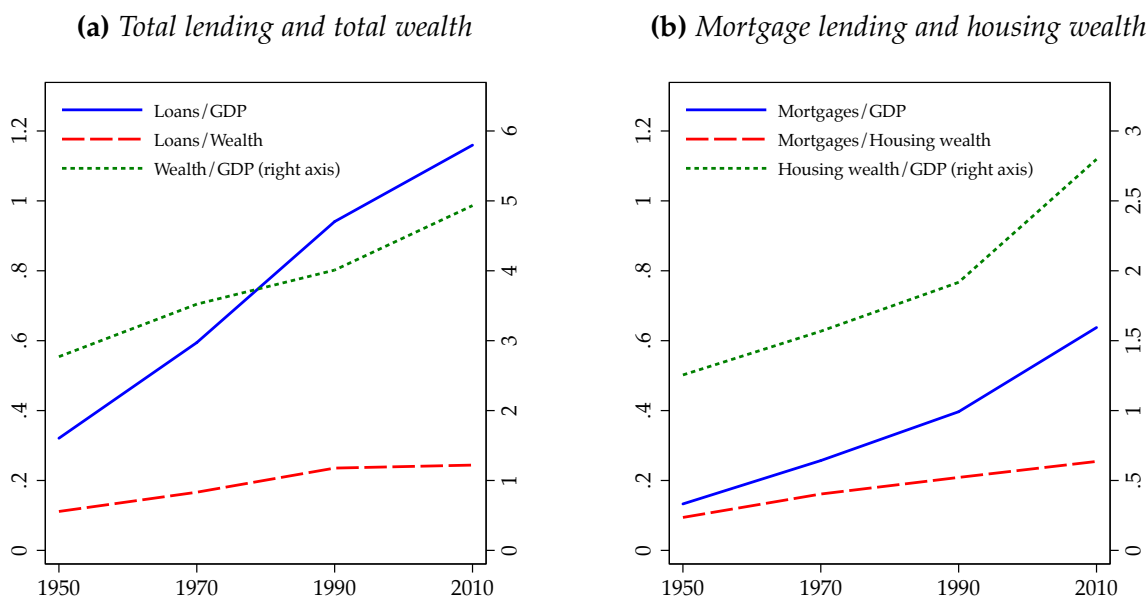 (a) Total lending and total wealth
Loans/GDP
Loans/Wealth
Wealth/GDP (right axis)
0 .2 .4 .6 .8 1 1.2
0 1 2 3 4 5 6
1950 1970 1990 2010
(b) Mortgage lending and housing wealth
Mortgages/GDP
Mortgages/Housing wealth
Housing wealth/GDP (right axis)
0 .2 .4 .6 .8 1 1.2
0 .5 1 1.5 2 2.5 3
1950 1970 1990 2010